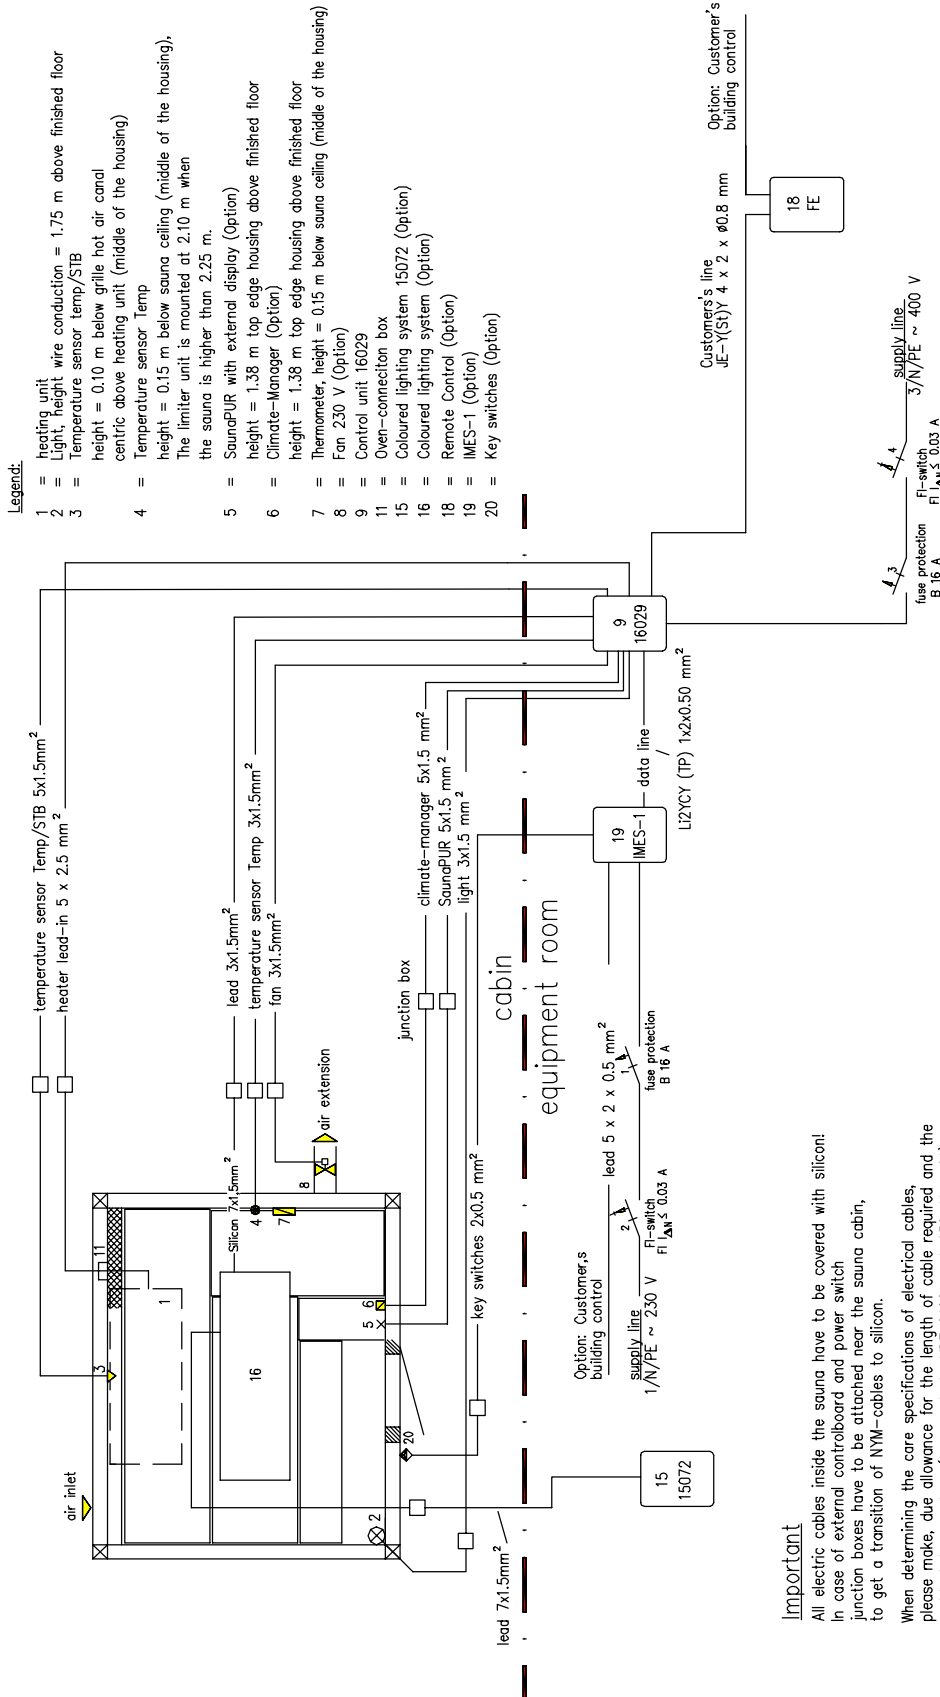 Legend:
1 = heating unit
2 = Light, height wire conduction = 1.75 m above finished floor
3 = Temperature sensor temp/STB
height = 0.10 m below grille hot air canal
centric above heating unit (middle of the housing)
4 = Temperature sensor Temp
height = 0.15 m below sauna ceiling (middle of the housing),
The limiter unit is mounted at 2.10 m when
the sauna is higher than 2.25 m.
5 = SaunaPUR with external display (Option)
height = 1.38 m top edge housing above finished floor
6 = Climate-Manager (Option)
height = 1.38 m top edge housing above finished floor
7 = Thermometer, height = 0.15 m below sauna ceiling (middle of the housing)
8 = Fan 230 V (Option)
9 = Control unit 16029
11 = Oven-conneciton box
15 = Coloured lighting system 15072 (Option)
16 = Coloured lighting system (Option)
18 = Remote Control (Option)
19 = IMES-1 (Option)
20 = Key switches (Option)
temperature sensor Temp/STB 5x1.5mm²
heater lead-in 5 x 2.5 mm²
lead 3x1.5mm²
temperature sensor Temp 3x1.5mm²
fan 3x1.5mm²
junction box
climate-manager 5x1.5 mm²
SaunaPUR 5x1.5 mm²
light 3x1.5 mm²
air inlet
3
11
1
Silicon 7x1.5mm²
4
7
8
air extension
16
5
6
20
2
key switches 2x0.5 mm²
lead 7x1.5mm²
cabin
equipment room
15
15072
Option: Customer,s
building control
lead 5 x 2 x 0.5 mm²
supply line
1/N/PE ~ 230 V
2
FI-switch
FI I∆N≤ 0.03 A
1
fuse protection
B 16 A
19
IMES-1
data line
Li2YCY (TP) 1x2x0.50 mm²
9
16029
3
fuse protection
B 16 A
4
FI-switch
FI I∆N≤ 0.03 A
supply line
3/N/PE ~ 400 V
Customers's line
JE-Y(St)Y 4 x 2 x ø0.8 mm
18
FE
Option: Customer's
building control
Important
All electric cables inside the sauna have to be covered with silicon!
In case of external controlboard and power switch
junction boxes have to be attached near the sauna cabin,
to get a transition of NYM-cables to silicon.
When determining the care specifications of electrical cables,
please make, due allowance for the length of cable required and the